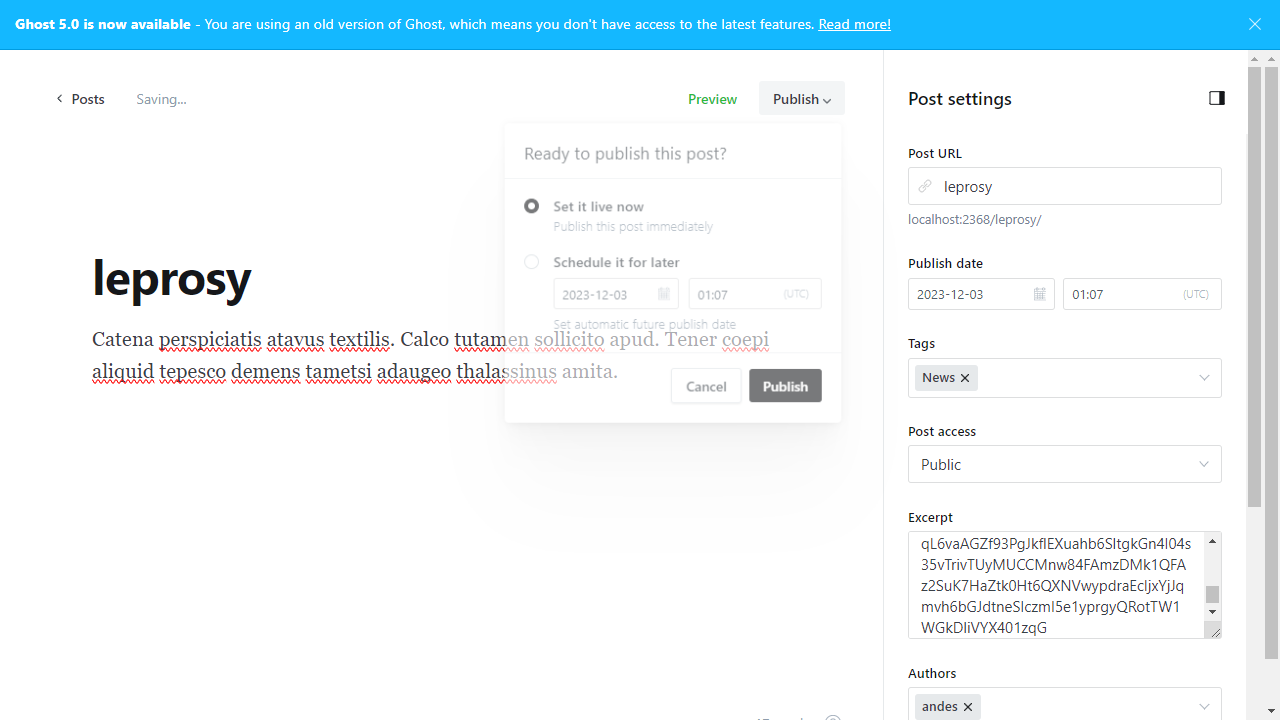 Ghost 5.0 is now available - You are using an old version of Ghost, which means you don't have access to the latest features. Read more!
Posts
Saving...
Preview
Publish
Ready to publish this post?
Set it live now
Publish this post immediately
Schedule it for later
2023-12-03
01:07
(UTC)
Set automatic future publish date
Cancel
Publish
leprosy
Catena perspiciatis atavus textilis. Calco tutamen sollicito apud. Tener coepi
aliquid tepesco demens tametsi adaugeo thalassinus amita.
Post settings
Post URL
leprosy
localhost:2368/leprosy/
Publish date
2023-12-03
01:07
(UTC)
Tags
News
Post access
Public
Excerpt
Authors
andes